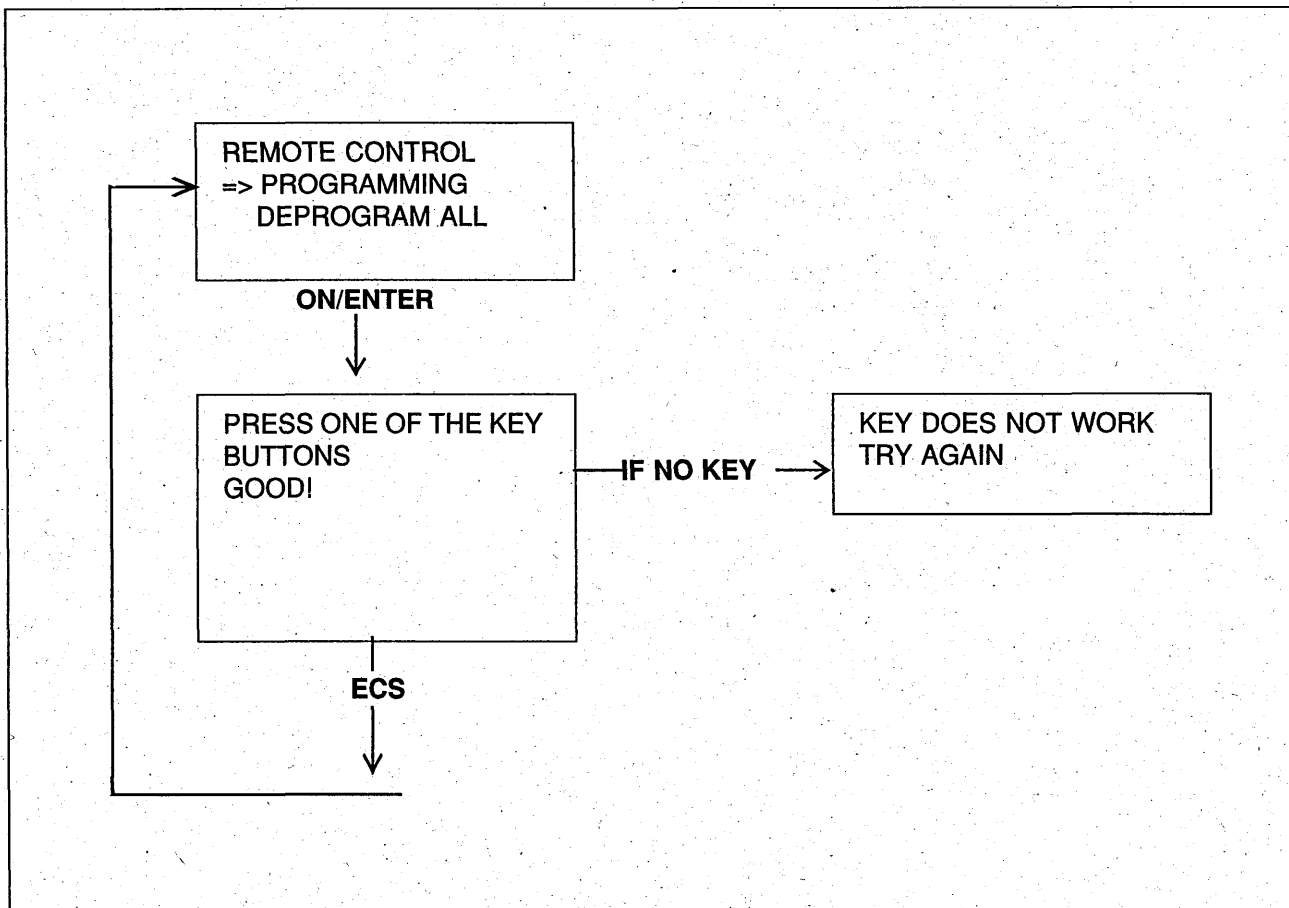 REMOTE CONTROL
=> PROGRAMMING
DEPROGRAM ALL
ON/ENTER
PRESS ONE OF THE KEY
BUTTONS
GOOD!
IF NO KEY
KEY DOES NOT WORK
TRY AGAIN
ECS